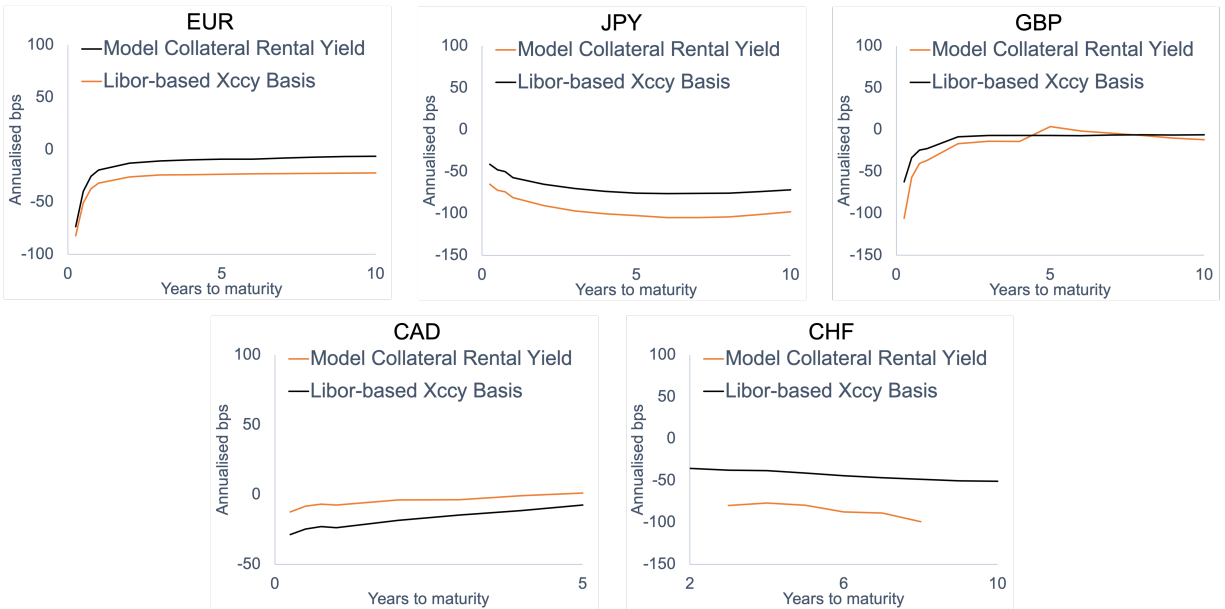 EUR
Model Collateral Rental Yield
Libor-based Xccy Basis
Annualised bps
100
50
0
-50
-100
0
5
10
Years to maturity
JPY
Model Collateral Rental Yield
Libor-based Xccy Basis
Annualised bps
100
50
0
-50
-100
-150
0
5
10
Years to maturity
GBP
Model Collateral Rental Yield
Libor-based Xccy Basis
Annualised bps
100
50
0
-50
-100
-150
0
5
10
Years to maturity
CAD
Model Collateral Rental Yield
Libor-based Xccy Basis
Annualised bps
100
50
0
-50
0
5
Years to maturity
CHF
Model Collateral Rental Yield
Libor-based Xccy Basis
Annualised bps
100
50
0
-50
-100
-150
2
6
10
Years to maturity